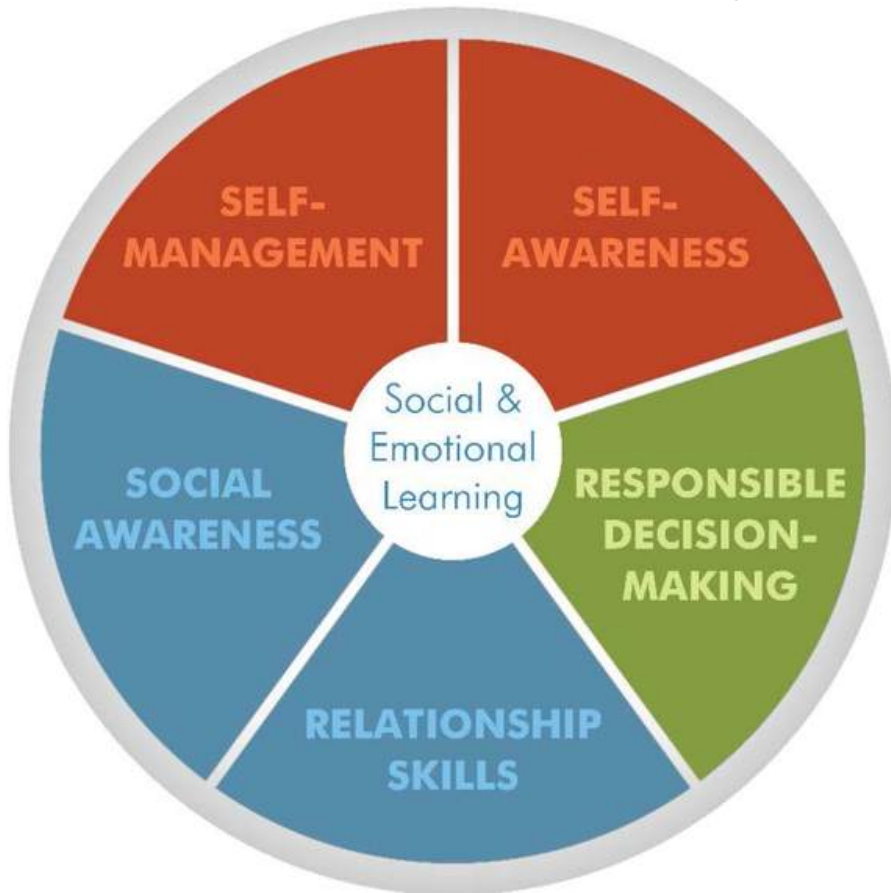 SELF-
MANAGEMENT
SELF-
AWARENESS
Social &
Emotional
Learning
SOCIAL
AWARENESS
RESPONSIBLE
DECISION-
MAKING
RELATIONSHIP
SKILLS